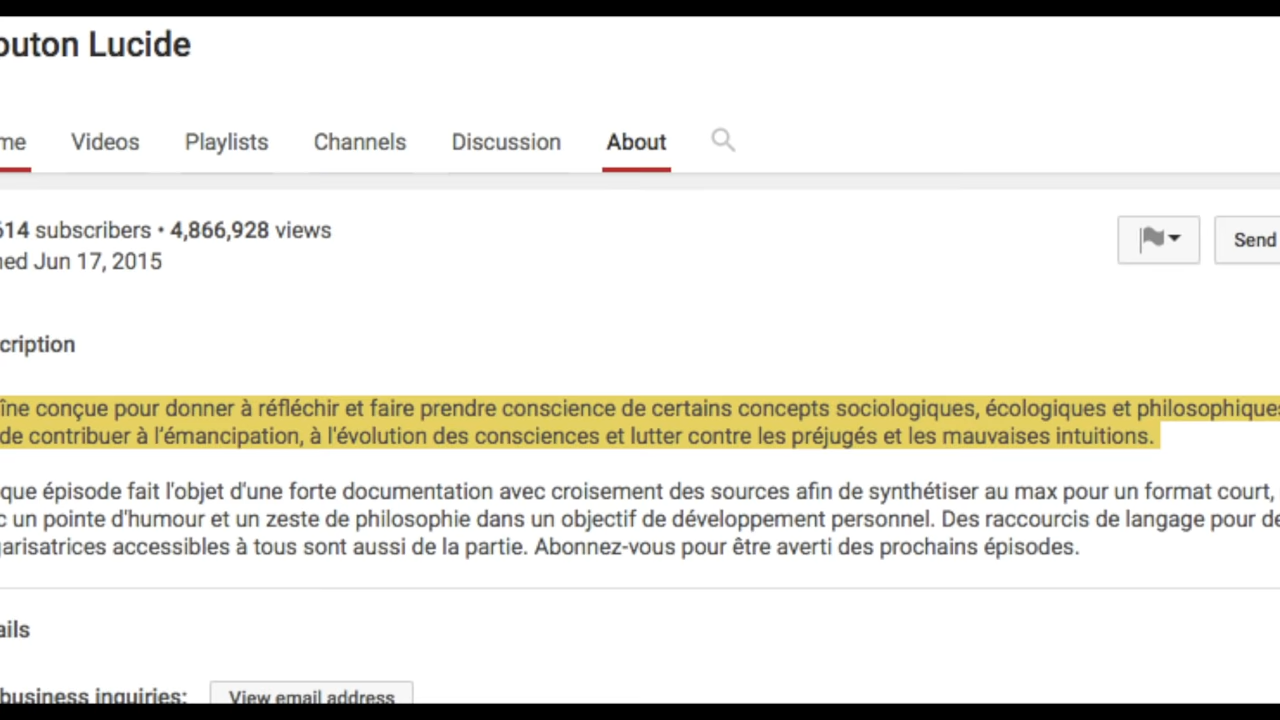 outon Lucide
me Videos Playlists Channels Discussion About
614 subscribers • 4,866,928 views
Send
ned Jun 17, 2015
cription
îne conçue pour donner à réfléchir et faire prendre conscience de certains concepts sociologiques, écologiques et philosophiques
de contribuer à l'émancipation, à l'évolution des consciences et lutter contre les préjugés et les mauvaises intuitions.
que épisode fait l'objet d'une forte documentation avec croisement des sources afin de synthétiser au max pour un format court,
c un pointe d'humour et un zeste de philosophie dans un objectif de développement personnel. Des raccourcis de langage pour de
garisatrices accessibles à tous sont aussi de la partie. Abonnez-vous pour être averti des prochains épisodes.
ails
business inquiries: View email address